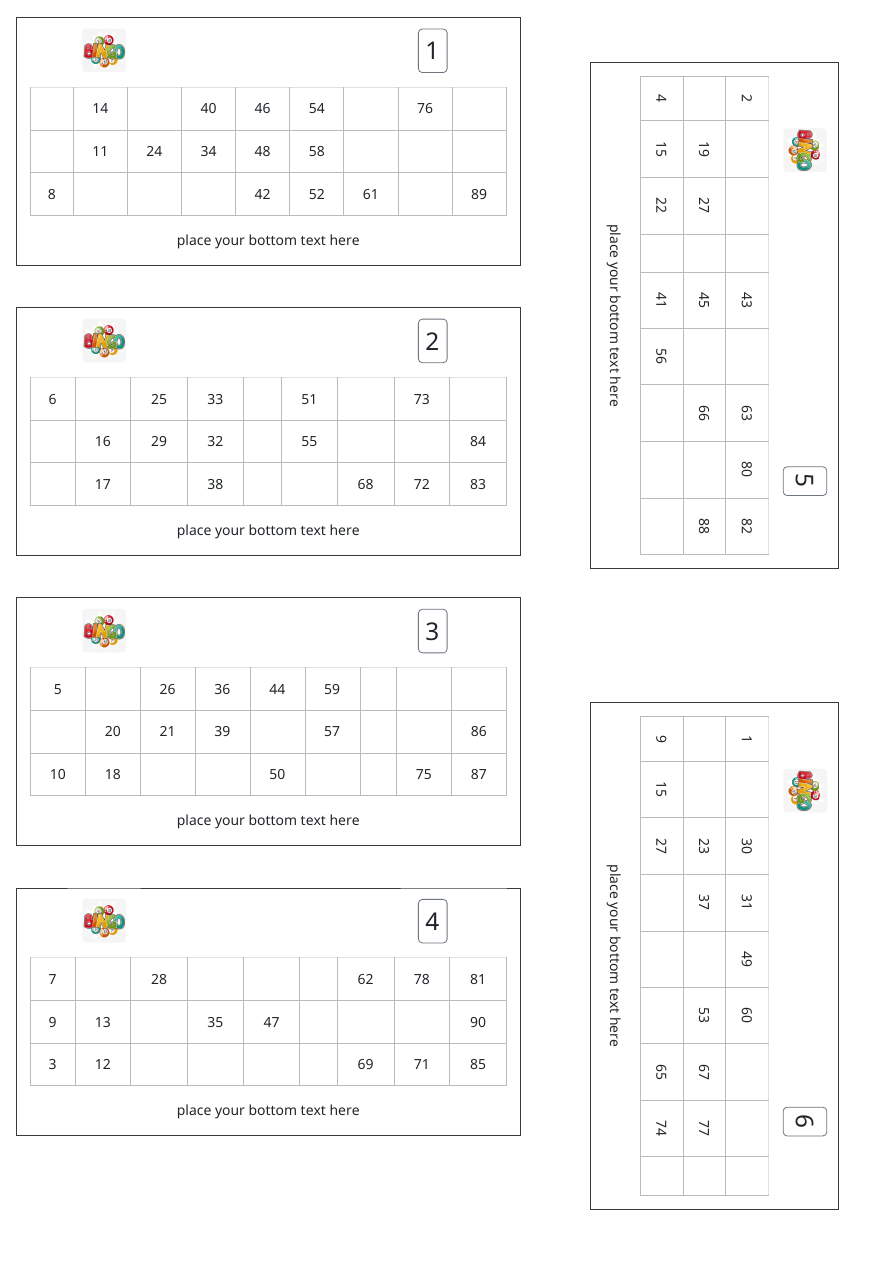 BINGO 1
14 40 46 54 76
11 24 34 48 58
8 42 52 61 89
place your bottom text here
BINGO 2
6 25 33 51 73
16 29 32 55 84
17 38 68 72 83
place your bottom text here
BINGO 3
5 26 36 44 59
20 21 39 57 86
10 18 50 75 87
place your bottom text here
BINGO 4
7 28 62 78 81
9 13 35 47 90
3 12 69 71 85
place your bottom text here
BINGO 5
2 43 63 80 82
19 27 45 66 88
4 15 22 41 56
place your bottom text here
BINGO 6
1 30 31 49 60
23 37 53 67 77
9 15 27 65 74
place your bottom text here